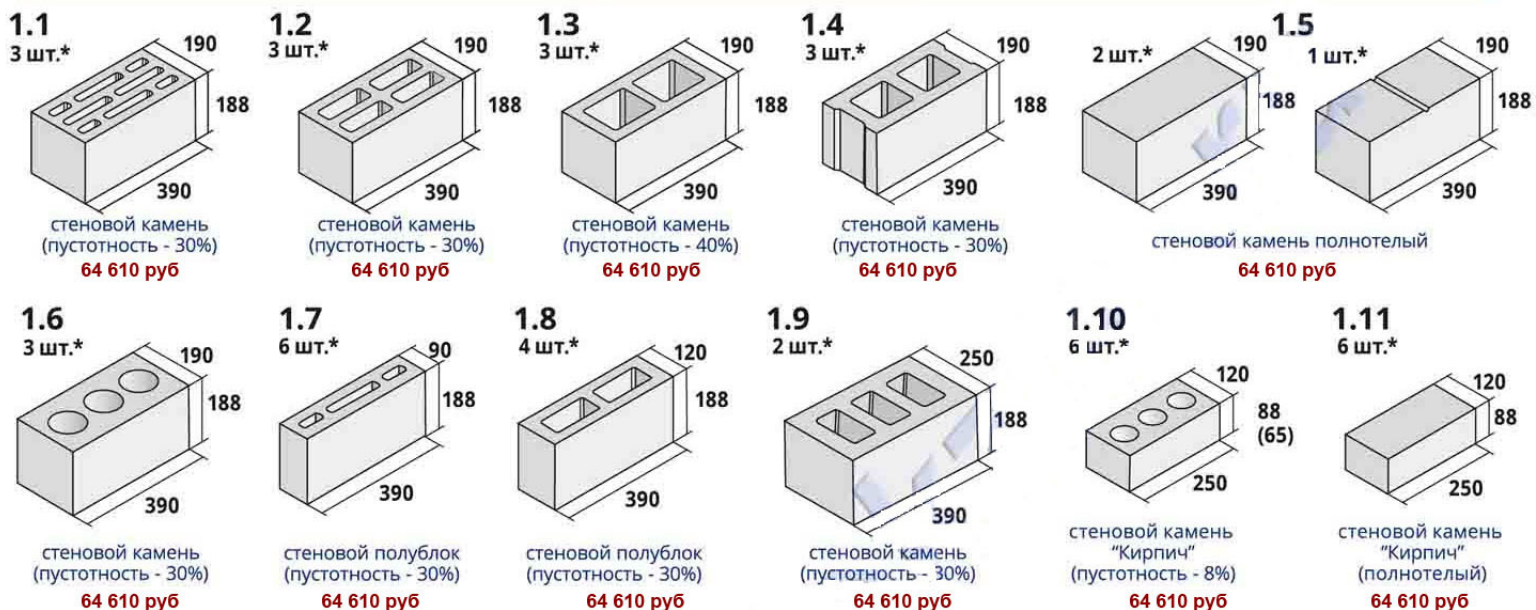 1.1
3 шт.*
190
188
390
стеновой камень
(пустотность - 30%)
64 610 руб
1.2
3 шт.*
190
188
390
стеновой камень
(пустотность - 30%)
64 610 руб
1.3
3 шт.*
190
188
390
стеновой камень
(пустотность - 40%)
64 610 руб
1.4
3 шт.*
190
188
390
стеновой камень
(пустотность - 30%)
64 610 руб
1.5
2 шт.*
190
188
390
1 шт.*
190
188
390
стеновой камень полнотелый
64 610 руб
1.6
3 шт.*
190
188
390
стеновой камень
(пустотность - 30%)
64 610 руб
1.7
6 шт.*
90
188
390
стеновой полублок
(пустотность - 30%)
64 610 руб
1.8
4 шт.*
120
188
390
стеновой полублок
(пустотность - 30%)
64 610 руб
1.9
2 шт.*
250
188
390
стеновой камень
(пустотность - 30%)
64 610 руб
1.10
6 шт.*
120
88
(65)
250
стеновой камень
"Кирпич"
(пустотность - 8%)
64 610 руб
1.11
6 шт.*
120
88
250
стеновой камень
"Кирпич"
(полнотелый)
64 610 руб